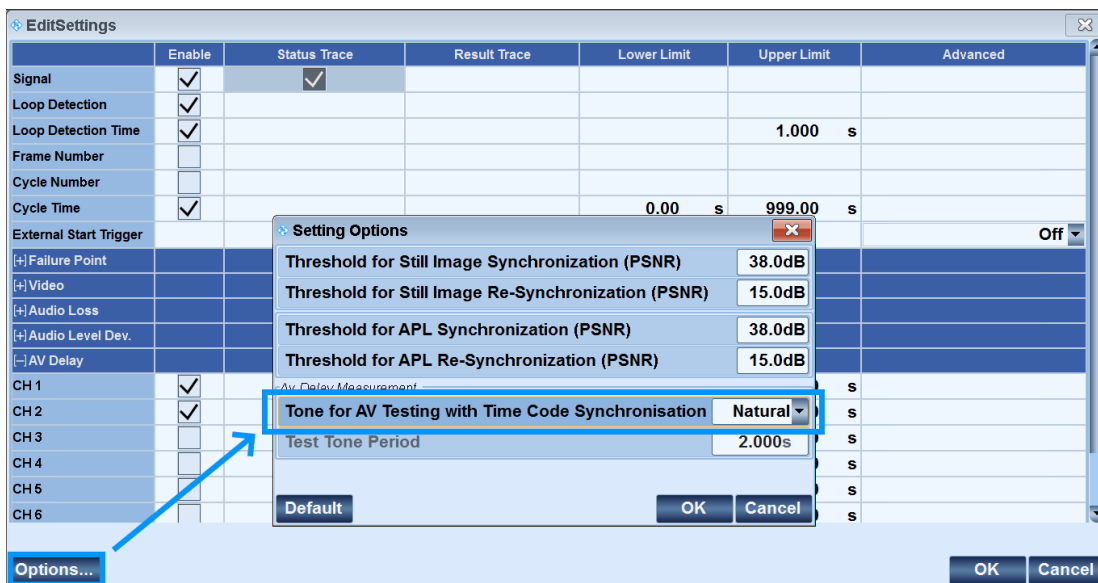 EditSettings
Enable Status Trace Result Trace Lower Limit Upper Limit Advanced
Signal
Loop Detection
Loop Detection Time 1.000 s
Frame Number
Cycle Number
Cycle Time 0.00 s 999.00 s
External Start Trigger Off
[+] Failure Point
[+] Video
[+] Audio Loss
[+] Audio Level Dev.
[–] AV Delay
CH 1 s
CH 2 s
CH 3 s
CH 4 s
CH 5 s
CH 6 s
Options...
OK Cancel
Setting Options
Threshold for Still Image Synchronization (PSNR) 38.0dB
Threshold for Still Image Re-Synchronization (PSNR) 15.0dB
Threshold for APL Synchronization (PSNR) 38.0dB
Threshold for APL Re-Synchronization (PSNR) 15.0dB
Av Delay Measurement
Tone for AV Testing with Time Code Synchronisation Natural
Test Tone Period 2.000s
Default OK Cancel